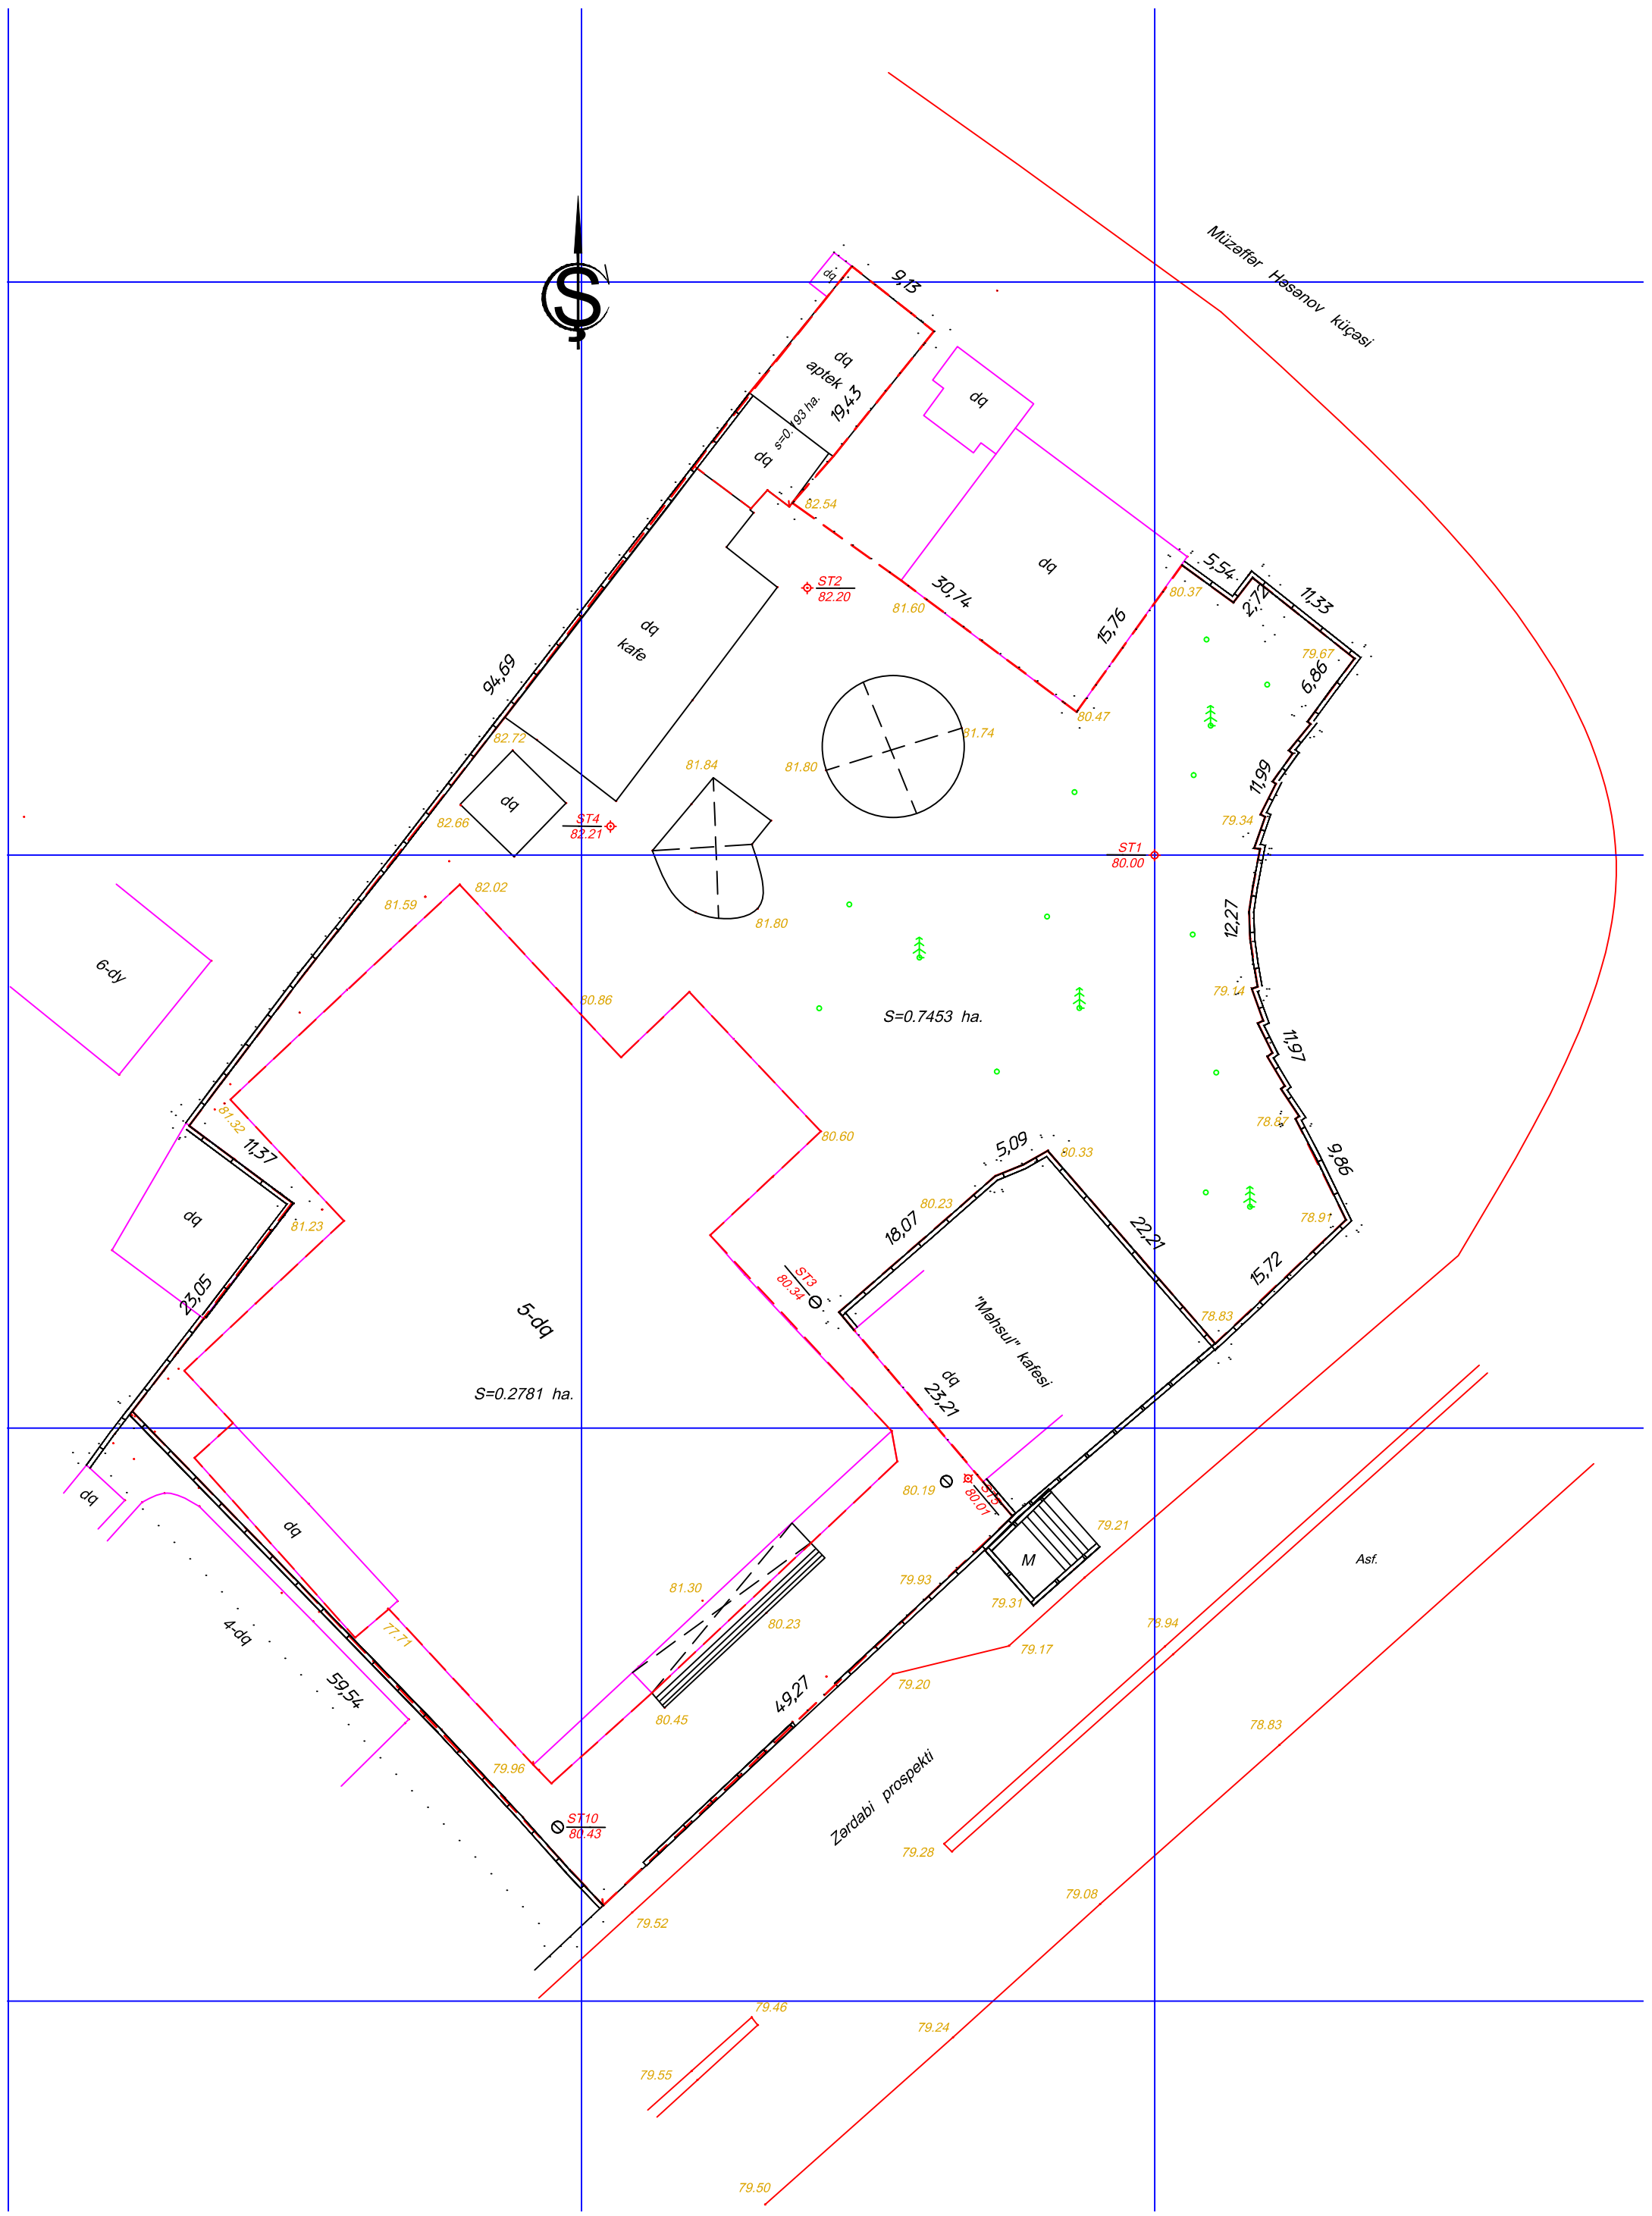 Müzəffər Həsənov küçəsi
Ş
dq
9,13
dq
aptek
19,43
dq
dq
82.54
ST2
82.20
81.60
30,74
dq
15,76
80.37
5,54
2,72
11,33
79.67
6,86
94,69
dq
kafe
82.72
80.47
81.74
81.80
81.84
11,99
79.34
dq
82.66
ST4
82.21
ST1
80.00
82.02
81.59
81.80
12,27
6-dy
80.86
79.14
S=0.7453 ha.
11,97
81.32
11,37
80.60
78.87
5,09
80.33
9,86
dq
81.23
80.23
18,07
22,21
78.91
15,72
23,05
ST3
80.34
5-dq
78.83
"Məhsul" kafesi
dq
23,21
S=0.2781 ha.
80.19
ST5
80.01
dq
dq
79.21
M
Asf.
81.30
79.93
79.31
80.23
4-dq
77.71
78.94
79.17
59,54
49,27
79.20
80.45
78.83
79.96
Zərdabi prospekti
ST10
80.43
79.28
79.08
79.52
79.46
79.24
79.55
79.50